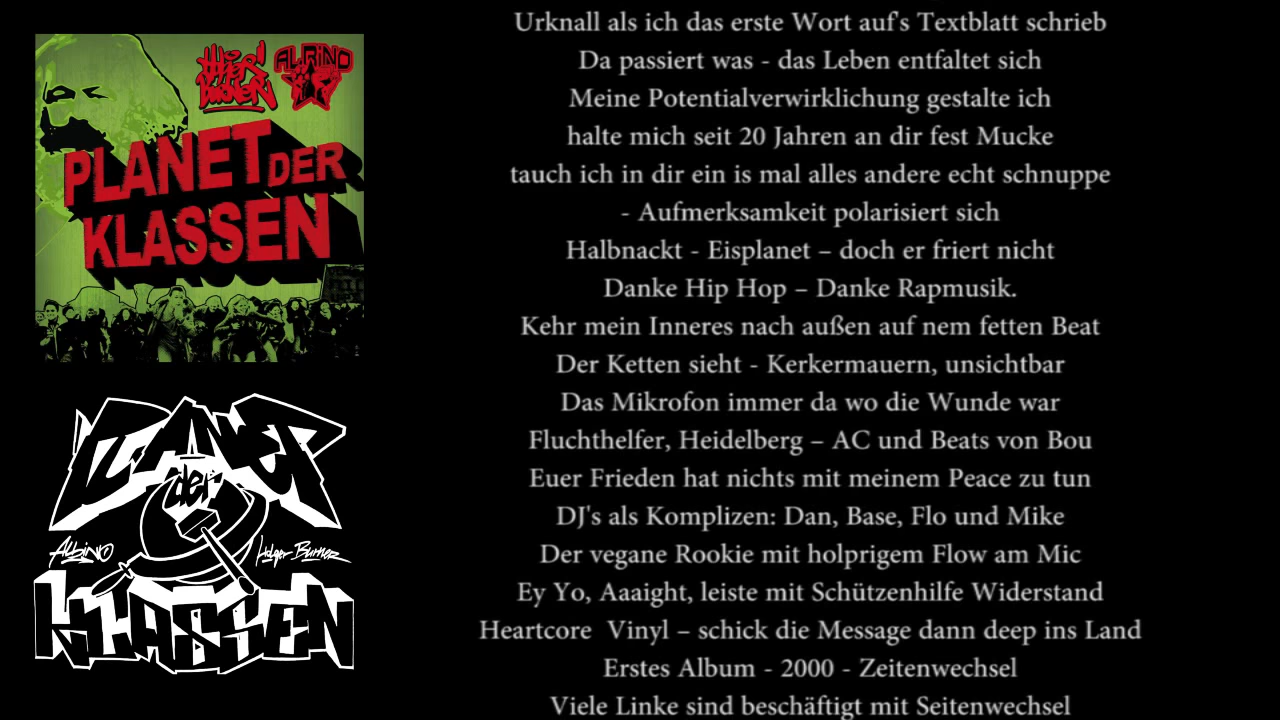 Holger Burner
ALBINO
PLANET DER
KLASSEN
PLANET
der
Albino
Holger Burner
KLASSEN
Urknall als ich das erste Wort auf's Textblatt schrieb
Da passiert was - das Leben entfaltet sich
Meine Potentialverwirklichung gestalte ich
halte mich seit 20 Jahren an dir fest Mucke
tauch ich in dir ein is mal alles andere echt schnuppe
- Aufmerksamkeit polarisiert sich
Halbnackt - Eisplanet – doch er friert nicht
Danke Hip Hop – Danke Rapmusik.
Kehr mein Inneres nach außen auf nem fetten Beat
Der Ketten sieht - Kerkermauern, unsichtbar
Das Mikrofon immer da wo die Wunde war
Fluchthelfer, Heidelberg – AC und Beats von Bou
Euer Frieden hat nichts mit meinem Peace zu tun
DJ's als Komplizen: Dan, Base, Flo und Mike
Der vegane Rookie mit holprigem Flow am Mic
Ey Yo, Aaaight, leiste mit Schützenhilfe Widerstand
Heartcore  Vinyl – schick die Message dann deep ins Land
Erstes Album - 2000 - Zeitenwechsel
Viele Linke sind beschäftigt mit Seitenwechsel